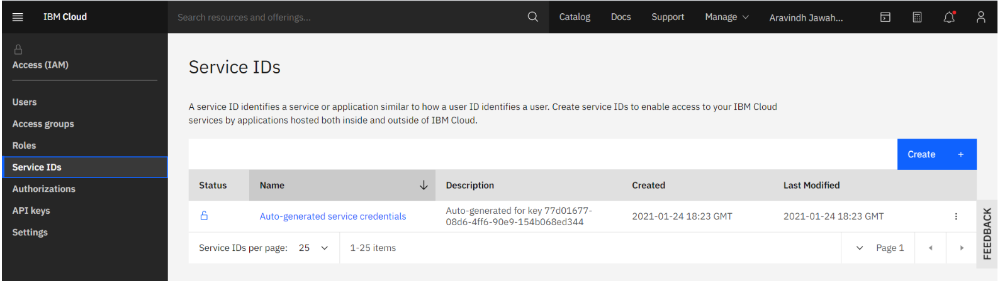 IBM Cloud
Search resources and offerings...
Catalog
Docs
Support
Manage
Aravindh Jawah...
Access (IAM)
Users
Access groups
Roles
Service IDs
Authorizations
API keys
Settings
Service IDs
A service ID identifies a service or application similar to how a user ID identifies a user. Create service IDs to enable access to your IBM Cloud
services by applications hosted both inside and outside of IBM Cloud.
Create +
Status
Name
Description
Created
Last Modified
Auto-generated service credentials
Auto-generated for key 77d01677-
08d6-4ff6-90e9-154b068ed344
2021-01-24 18:23 GMT
2021-01-24 18:23 GMT
Service IDs per page: 25
1-25 items
Page 1
FEEDBACK